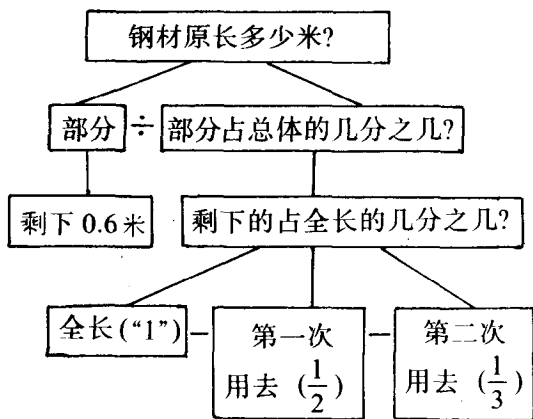 钢材原长多少米?
部分 ÷ 部分占总体的几分之几?
剩下 0.6 米 剩下的占全长的几分之几?
全长(“1”) − 第一次 − 第二次
用去 (1/2) 用去 (1/3)